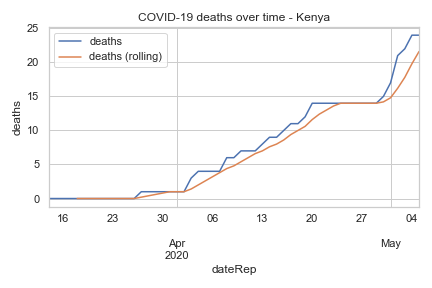 COVID-19 deaths over time - Kenya
deaths
deaths (rolling)
25
20
15
10
5
0
deaths
16 23 30 06 13 20 27 04
Apr May
2020
dateRep